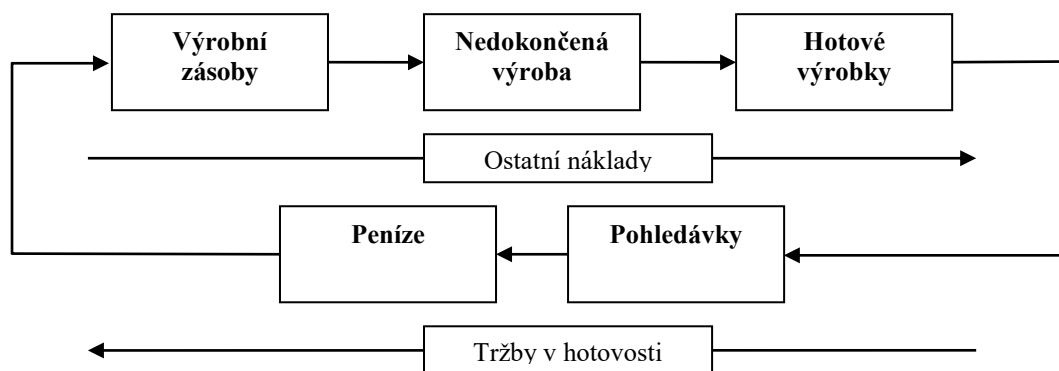 Výrobní
zásoby
Nedokončená
výroba
Hotové
výrobky
Ostatní náklady
Peníze
Pohledávky
Tržby v hotovosti